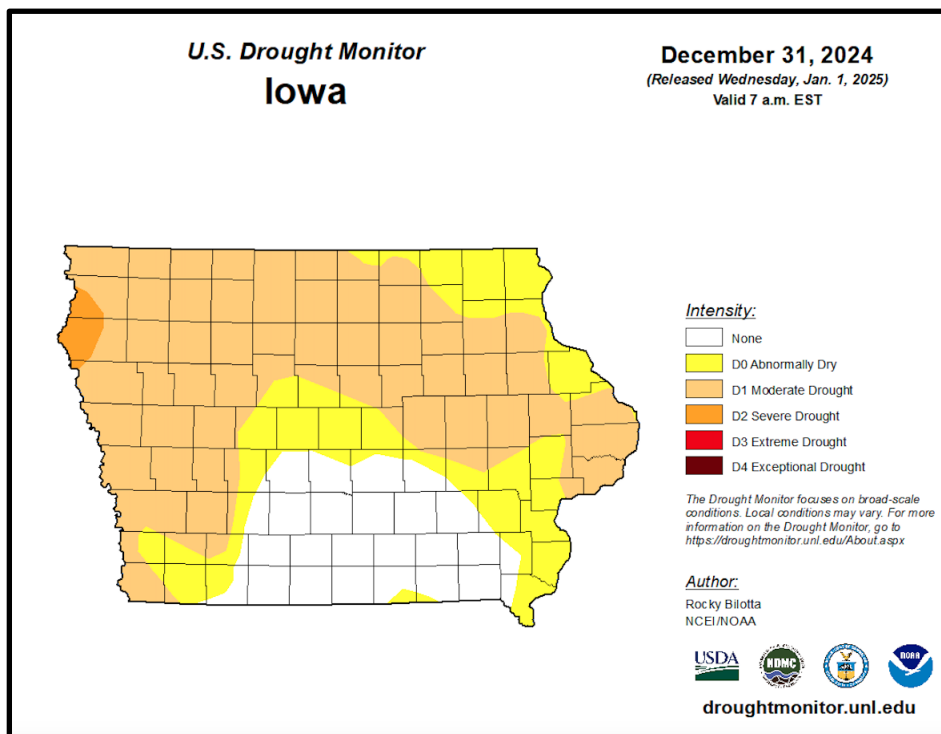 U.S. Drought Monitor
Iowa
December 31, 2024
(Released Wednesday, Jan. 1, 2025)
Valid 7 a.m. EST
Intensity:
None
D0 Abnormally Dry
D1 Moderate Drought
D2 Severe Drought
D3 Extreme Drought
D4 Exceptional Drought
The Drought Monitor focuses on broad-scale
conditions. Local conditions may vary. For more
information on the Drought Monitor, go to
https://droughtmonitor.unl.edu/About.aspx
Author:
Rocky Bilotta
NCEI/NOAA
USDA
NDMC
NOAA
droughtmonitor.unl.edu